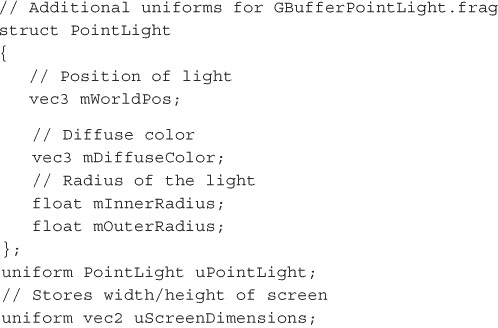 // Additional uniforms for GBufferPointLight.frag
struct PointLight
{
// Position of light
vec3 mWorldPos;
// Diffuse color
vec3 mDiffuseColor;
// Radius of the light
float mInnerRadius;
float mOuterRadius;
};
uniform PointLight uPointLight;
// Stores width/height of screen
uniform vec2 uScreenDimensions;